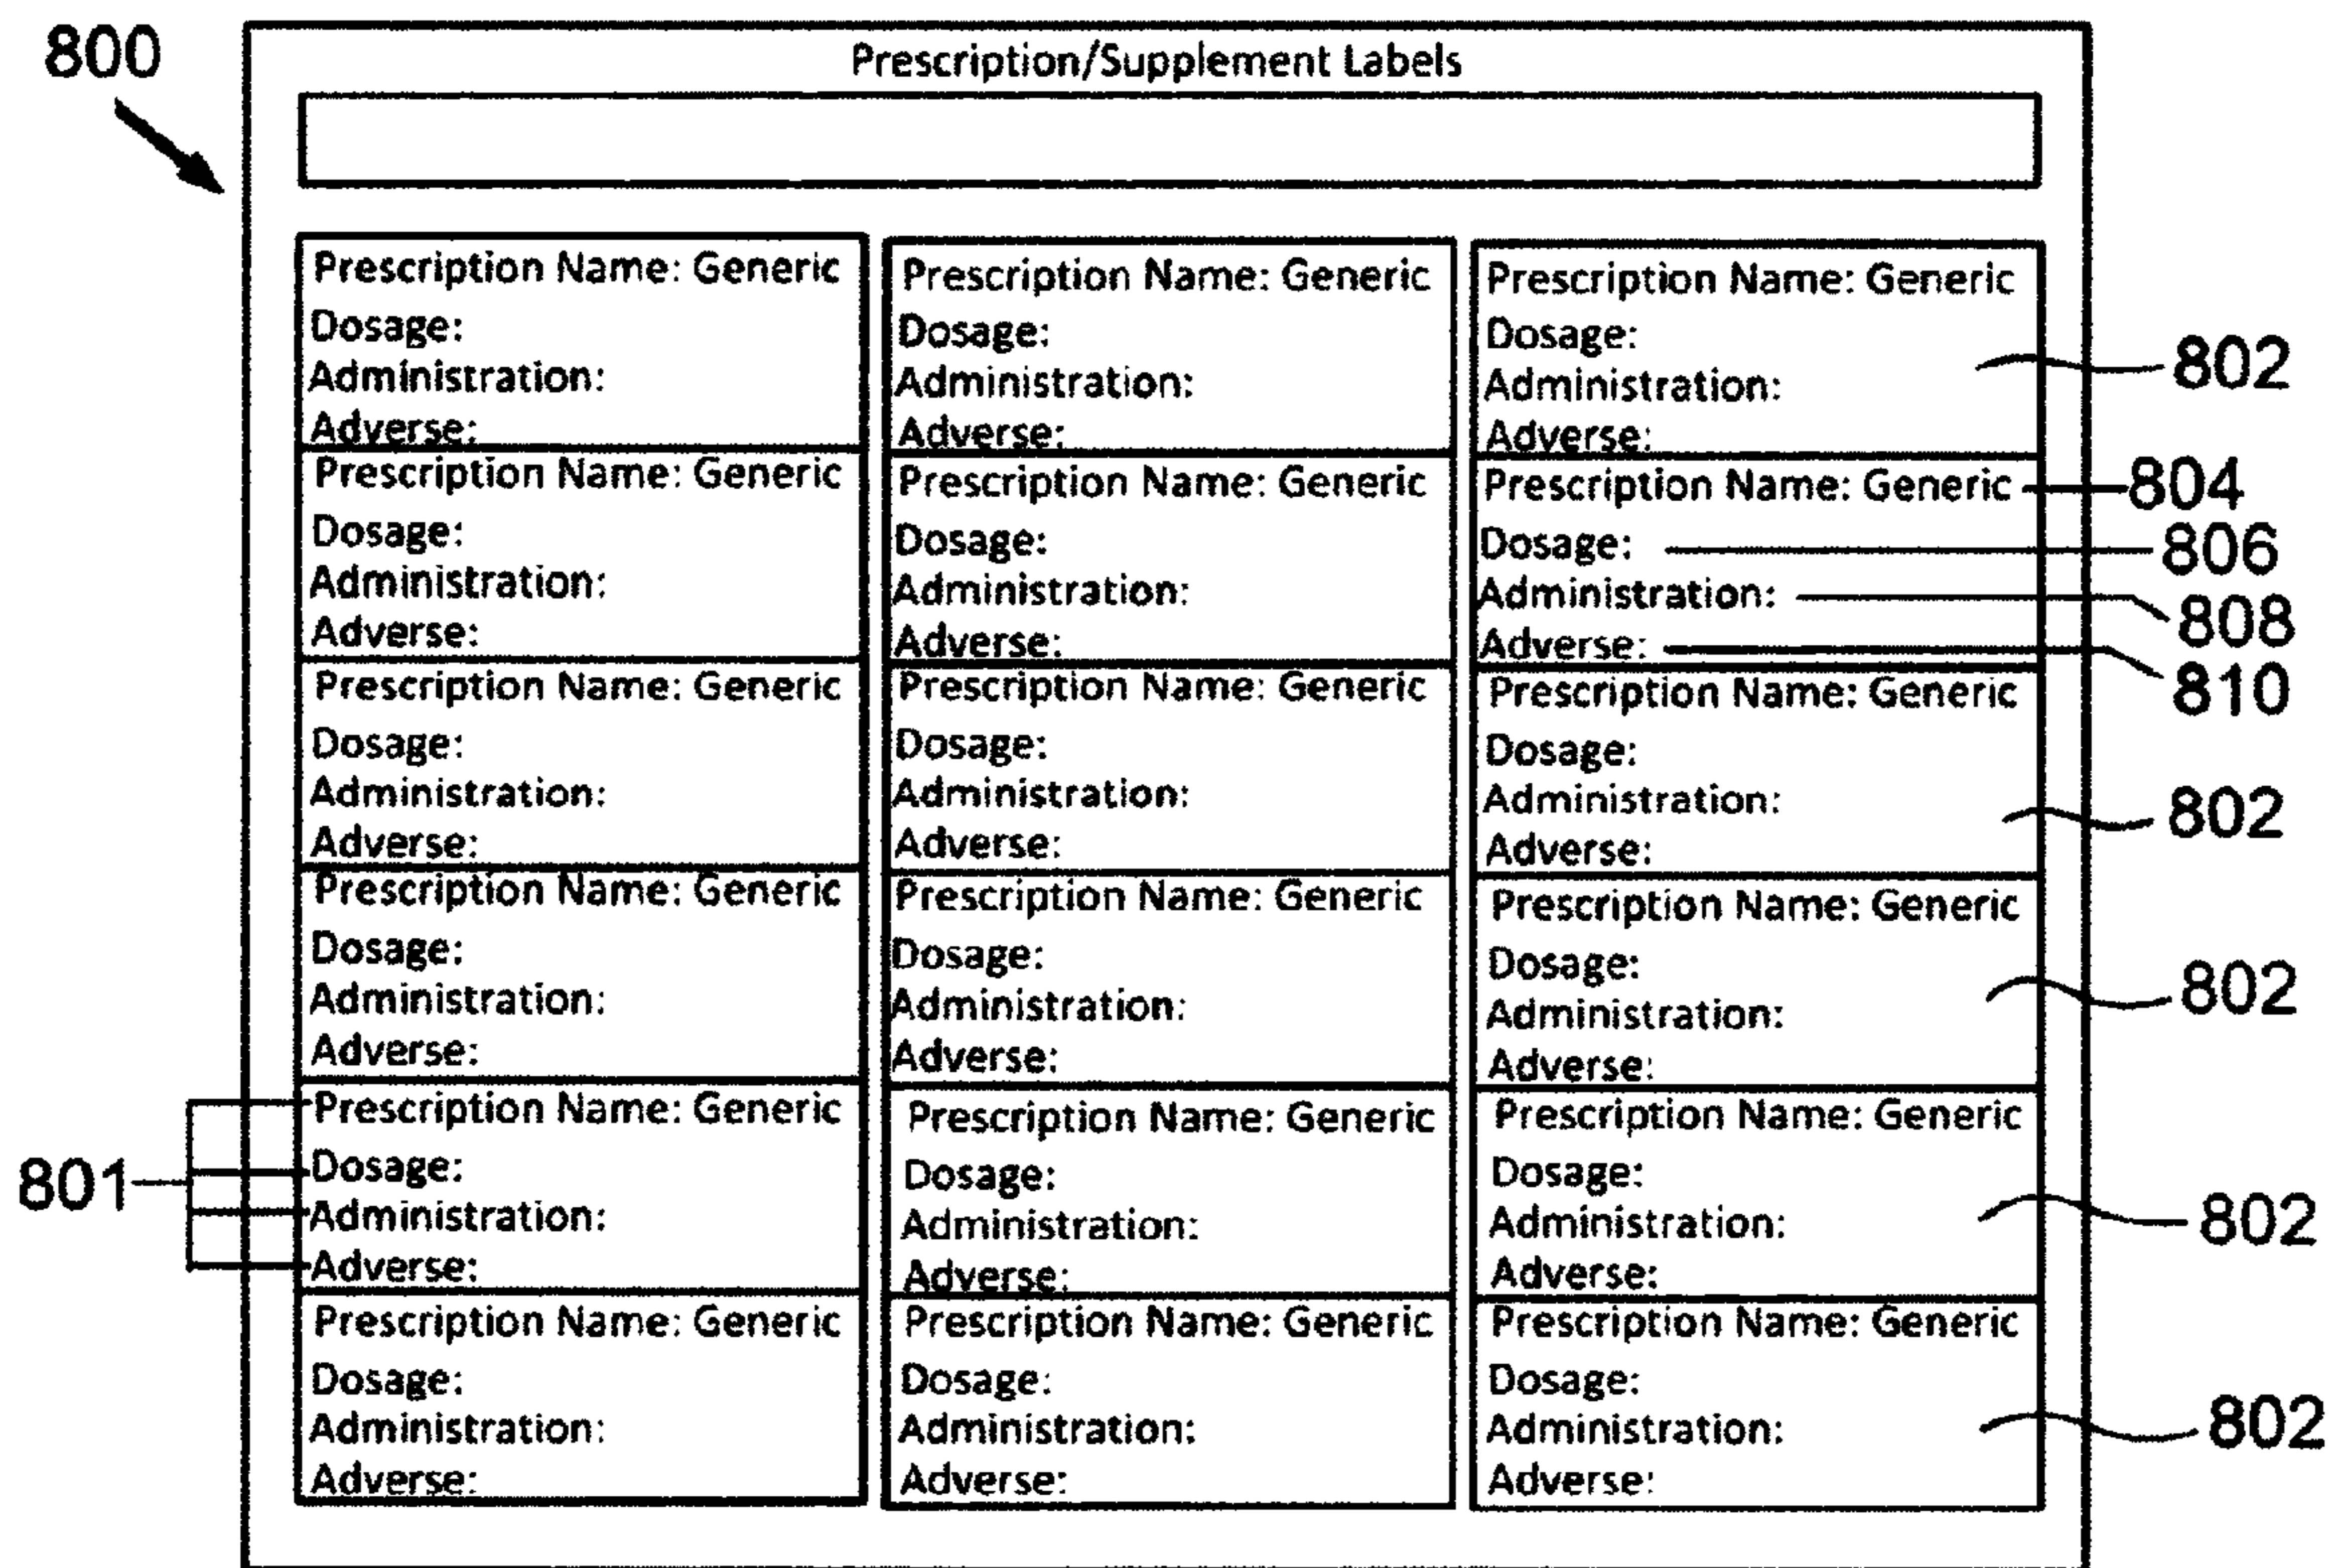 800
Prescription/Supplement Labels
Prescription Name: Generic
Dosage:
Administration:
Adverse:
Prescription Name: Generic
Dosage:
Administration:
Adverse:
Prescription Name: Generic
Dosage:
Administration:
Adverse:
802
Prescription Name: Generic
Dosage:
Administration:
Adverse:
Prescription Name: Generic
Dosage:
Administration:
Adverse:
Prescription Name: Generic
804
Dosage:
806
Administration:
808
Adverse:
810
Prescription Name: Generic
Dosage:
Administration:
Adverse:
Prescription Name: Generic
Dosage:
Administration:
Adverse:
Prescription Name: Generic
Dosage:
Administration:
Adverse:
802
Prescription Name: Generic
Dosage:
Administration:
Adverse:
Prescription Name: Generic
Dosage:
Administration:
Adverse:
Prescription Name: Generic
Dosage:
Administration:
Adverse:
802
801
Prescription Name: Generic
Dosage:
Administration:
Adverse:
Prescription Name: Generic
Dosage:
Administration:
Adverse:
Prescription Name: Generic
Dosage:
Administration:
Adverse:
802
Prescription Name: Generic
Dosage:
Administration:
Adverse:
Prescription Name: Generic
Dosage:
Administration:
Adverse:
Prescription Name: Generic
Dosage:
Administration:
Adverse:
802